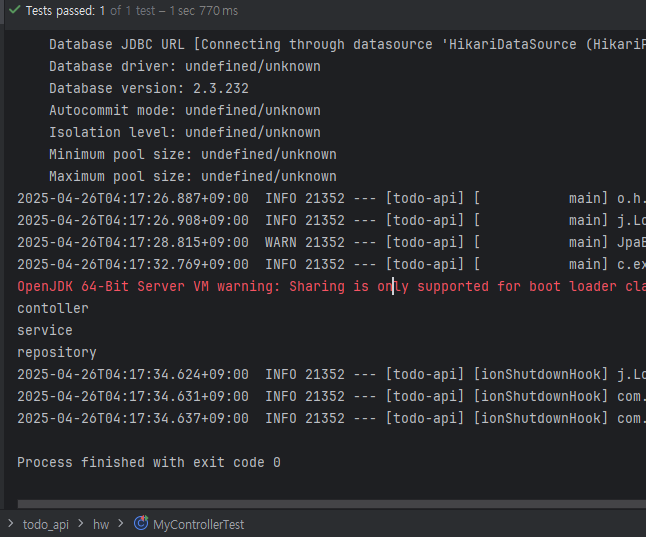 Tests passed: 1 of 1 test – 1 sec 770 ms
Database JDBC URL [Connecting through datasource 'HikariDataSource (HikariP
Database driver: undefined/unknown
Database version: 2.3.232
Autocommit mode: undefined/unknown
Isolation level: undefined/unknown
Minimum pool size: undefined/unknown
Maximum pool size: undefined/unknown
2025-04-26T04:17:26.887+09:00  INFO 21352 --- [todo-api] [           main] o.h.
2025-04-26T04:17:26.908+09:00  INFO 21352 --- [todo-api] [           main] j.Lo
2025-04-26T04:17:28.815+09:00  WARN 21352 --- [todo-api] [           main] JpaB
2025-04-26T04:17:32.769+09:00  INFO 21352 --- [todo-api] [           main] c.ex
OpenJDK 64-Bit Server VM warning: Sharing is only supported for boot loader cla
contoller
service
repository
2025-04-26T04:17:34.624+09:00  INFO 21352 --- [todo-api] [ionShutdownHook] j.Lo
2025-04-26T04:17:34.631+09:00  INFO 21352 --- [todo-api] [ionShutdownHook] com.
2025-04-26T04:17:34.637+09:00  INFO 21352 --- [todo-api] [ionShutdownHook] com.
Process finished with exit code 0
todo_api > hw > MyControllerTest